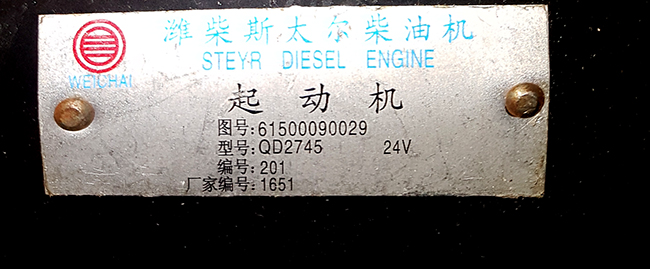 潍柴斯太尔柴油机
STEYR DIESEL ENGINE
WEICHAI
起动机
图号:61500090029
型号:QD2745 24V
编号:201
厂家编号:1651